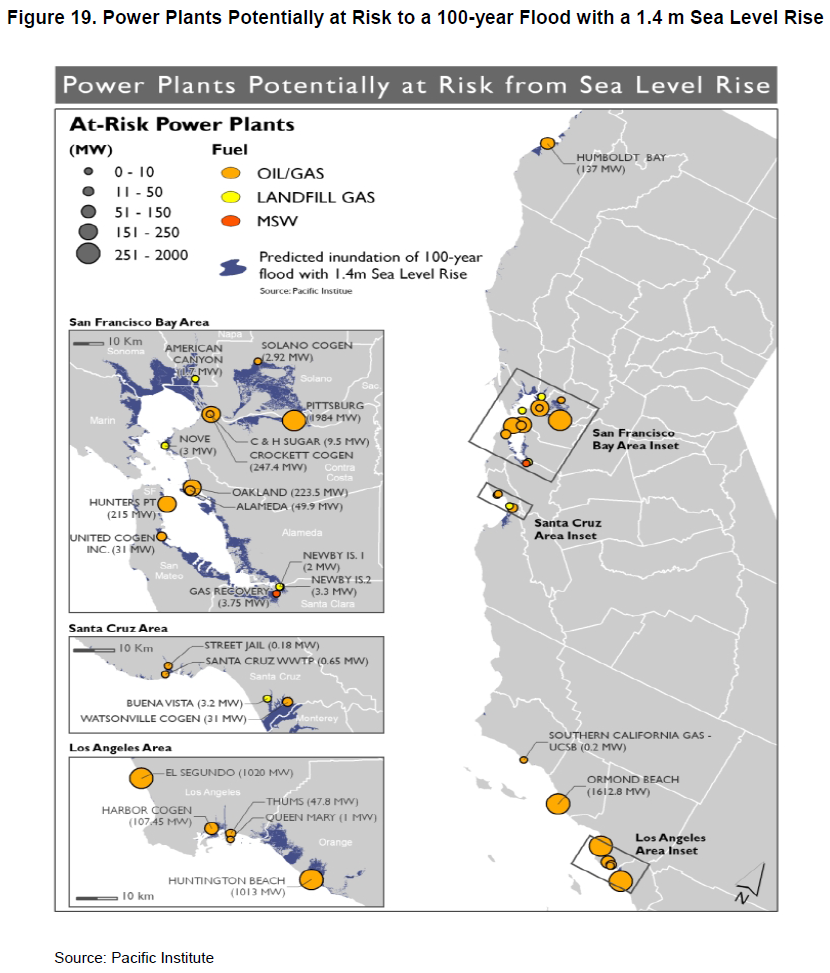 Figure 19. Power Plants Potentially at Risk to a 100-year Flood with a 1.4 m Sea Level Rise
Power Plants Potentially at Risk from Sea Level Rise
At-Risk Power Plants
(MW)
0 - 10
11 - 50
51 - 150
151 - 250
251 - 2000
Fuel
OIL/GAS
LANDFILL GAS
MSW
Predicted inundation of 100-year
flood with 1.4m Sea Level Rise
Source: Pacific Institue
HUMBOLDT BAY
(137 MW)
San Francisco Bay Area
10 Km
Sonoma
Napa
AMERICAN
CANYON
(1.7 MW)
SOLANO COGEN
(2.92 MW)
Solano
Sac.
PITTSBURG
(1984 MW)
Marin
NOVE
(3 MW)
C & H SUGAR (9.5 MW)
CROCKETT COGEN
(247.4 MW)
Contra
Costa
SF
OAKLAND (223.5 MW)
ALAMEDA (49.9 MW)
HUNTERS PT
(215 MW)
Alameda
UNITED COGEN
INC. (31 MW)
San
Mateo
NEWBY IS. 1
(2 MW)
NEWBY IS.2
(3.3 MW)
GAS RECOVERY
(3.75 MW)
Santa Clara
San Francisco
Bay Area Inset
Santa Cruz
Area Inset
Santa Cruz Area
10 Km
STREET JAIL (0.18 MW)
SANTA CRUZ WWTP (0.65 MW)
Santa Cruz
BUENA VISTA (3.2 MW)
WATSONVILLE COGEN (31 MW)
Monterey
Los Angeles Area
EL SEGUNDO (1020 MW)
Los Angeles
HARBOR COGEN
(107.45 MW)
THUMS (47.8 MW)
QUEEN MARY (1 MW)
Orange
HUNTINGTON BEACH
(1013 MW)
10 km
SOUTHERN CALIFORNIA GAS -
UCSB (0.2 MW)
ORMOND BEACH
(1612.8 MW)
Los Angeles
Area Inset
N
Source: Pacific Institute